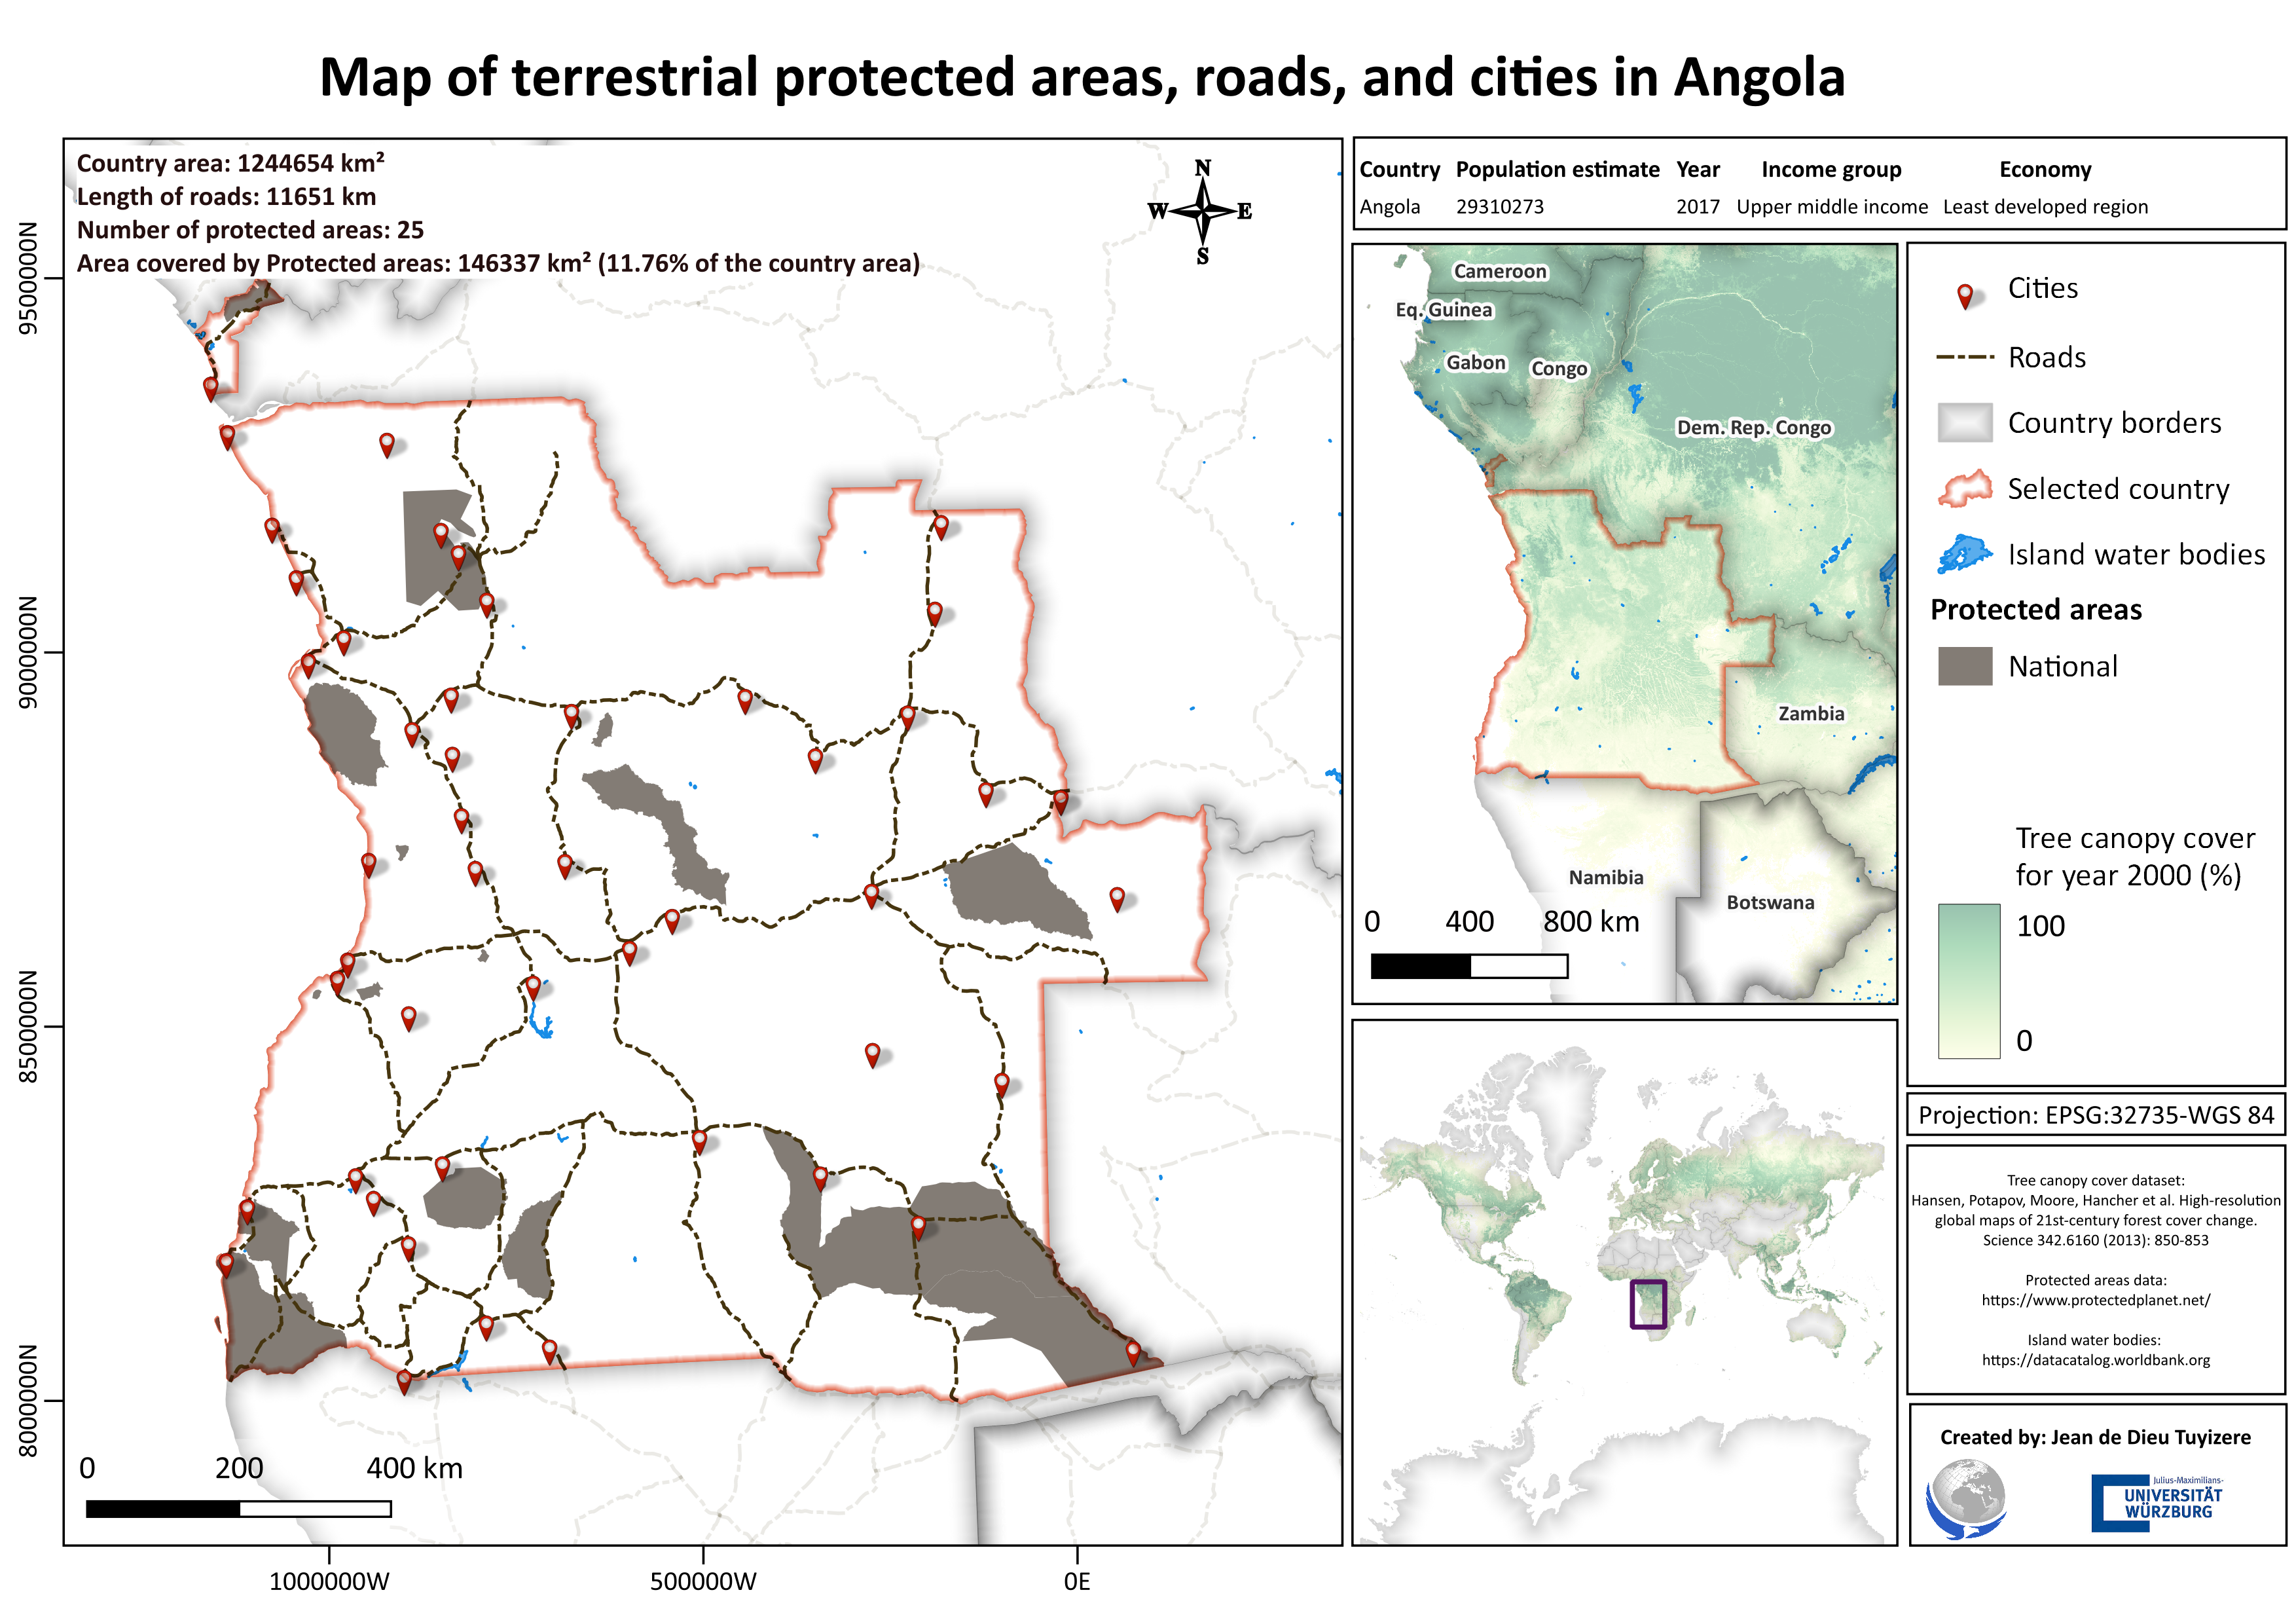 Map of terrestrial protected areas, roads, and cities in Angola
Country area: 1244654 km²
Length of roads: 11651 km
Number of protected areas: 25
Area covered by Protected areas: 146337 km² (11.76% of the country area)
N
W E
S
9500000N
9000000N
8500000N
8000000N
0 200 400 km
1000000W 500000W 0E
Country Population estimate Year Income group Economy
Angola 29310273 2017 Upper middle income Least developed region
Cameroon
Eq. Guinea
Gabon
Congo
Dem. Rep. Congo
Zambia
Namibia
Botswana
0 400 800 km
Cities
Roads
Country borders
Selected country
Island water bodies
Protected areas
National
Tree canopy cover
for year 2000 (%)
100
0
Projection: EPSG:32735-WGS 84
Tree canopy cover dataset:
Hansen, Potapov, Moore, Hancher et al. High-resolution
global maps of 21st-century forest cover change.
Science 342.6160 (2013): 850-853
Protected areas data:
https://www.protectedplanet.net/
Island water bodies:
https://datacatalog.worldbank.org
Created by: Jean de Dieu Tuyizere
Julius-Maximilians-
UNIVERSITÄT
WÜRZBURG